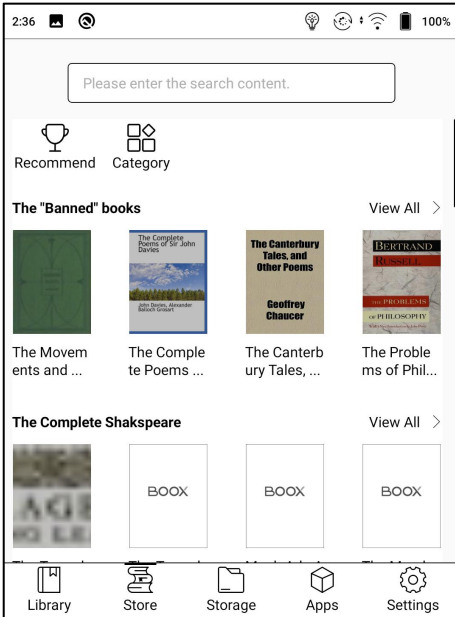 2:36
100%
Please enter the search content.
Recommend
Category
The "Banned" books
View All
The Complete
Poems of Sir John
Davies
John Davies, Alexander
Balloch Grosart
The Canterbury
Tales, and
Other Poems
Geoffrey
Chaucer
BERTRAND
RUSSELL
THE PROBLEMS
OF PHILOSOPHY
The Movem
ents and ...
The Comple
te Poems ...
The Canterb
ury Tales, ...
The Proble
ms of Phil...
The Complete Shakspeare
View All
BOOX
BOOX
BOOX
Library
Store
Storage
Apps
Settings